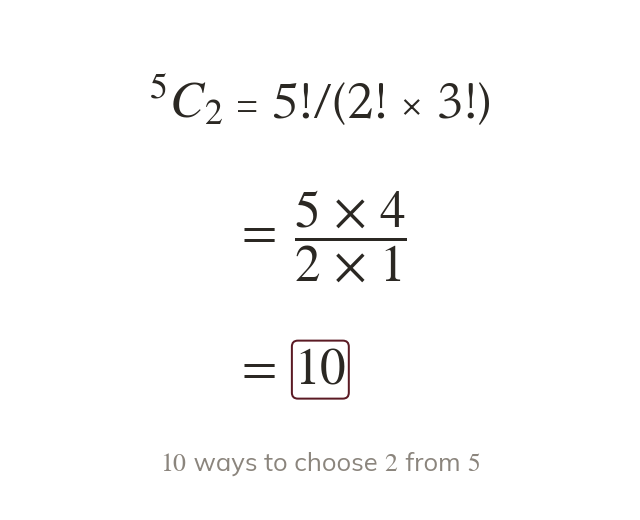 ⁵C₂ = 5!/(2! × 3!)
= (5 × 4)/(2 × 1)
= 10
10 ways to choose 2 from 5